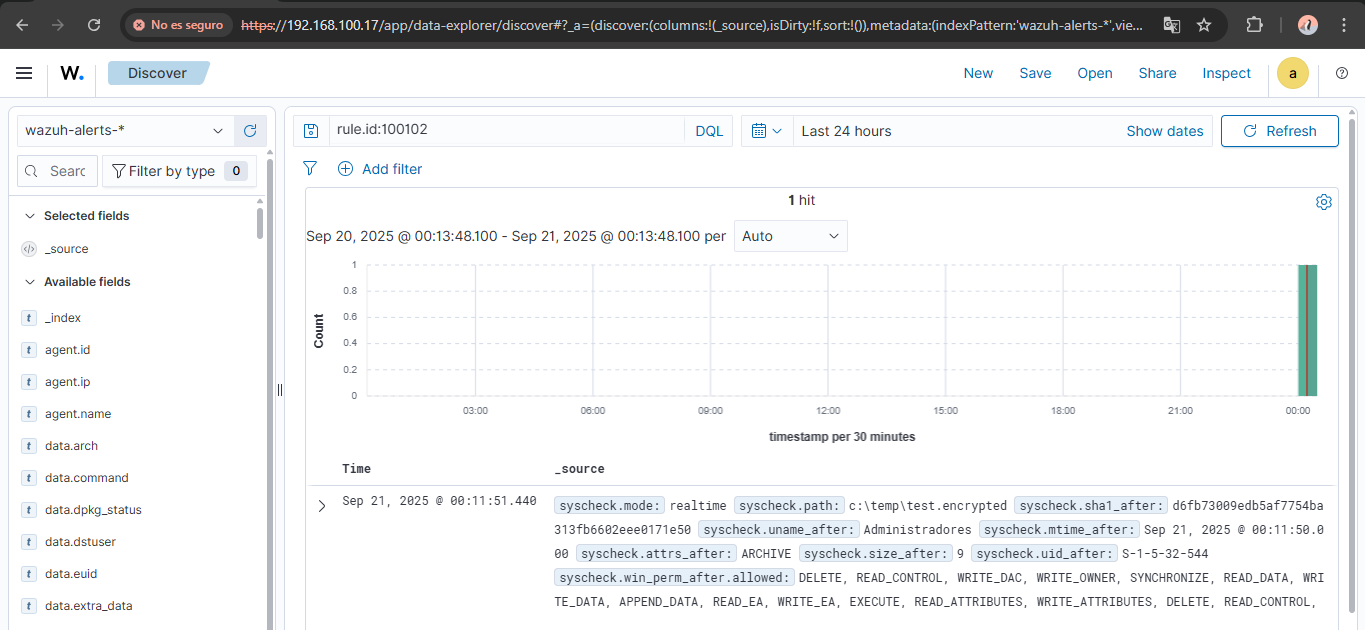 No es seguro https://192.168.100.17/app/data-explorer/discover#?_a=(discover:(columns:!(_source),isDirty:!f,sort:!()),metadata:(indexPattern:'wazuh-alerts-*',vie...
W. Discover New Save Open Share Inspect a
wazuh-alerts-*
Search
Filter by type 0
Selected fields
_source
Available fields
_index
agent.id
agent.ip
agent.name
data.arch
data.command
data.dpkg_status
data.dstuser
data.euid
data.extra_data
rule.id:100102 DQL Last 24 hours Show dates Refresh
Add filter
1 hit
Sep 20, 2025 @ 00:13:48.100 - Sep 21, 2025 @ 00:13:48.100 per Auto
Count
1
0.8
0.6
0.4
0.2
0
03:00 06:00 09:00 12:00 15:00 18:00 21:00 00:00
timestamp per 30 minutes
Time _source
Sep 21, 2025 @ 00:11:51.440
syscheck.mode: realtime syscheck.path: c:\temp\test.encrypted syscheck.sha1_after: d6fb73009edb5af7754ba
313fb6602eee0171e50 syscheck.uname_after: Administradores syscheck.mtime_after: Sep 21, 2025 @ 00:11:50.0
00 syscheck.attrs_after: ARCHIVE syscheck.size_after: 9 syscheck.uid_after: S-1-5-32-544
syscheck.win_perm_after.allowed: DELETE, READ_CONTROL, WRITE_DAC, WRITE_OWNER, SYNCHRONIZE, READ_DATA, WRI
TE_DATA, APPEND_DATA, READ_EA, WRITE_EA, EXECUTE, READ_ATTRIBUTES, WRITE_ATTRIBUTES, DELETE, READ_CONTROL,